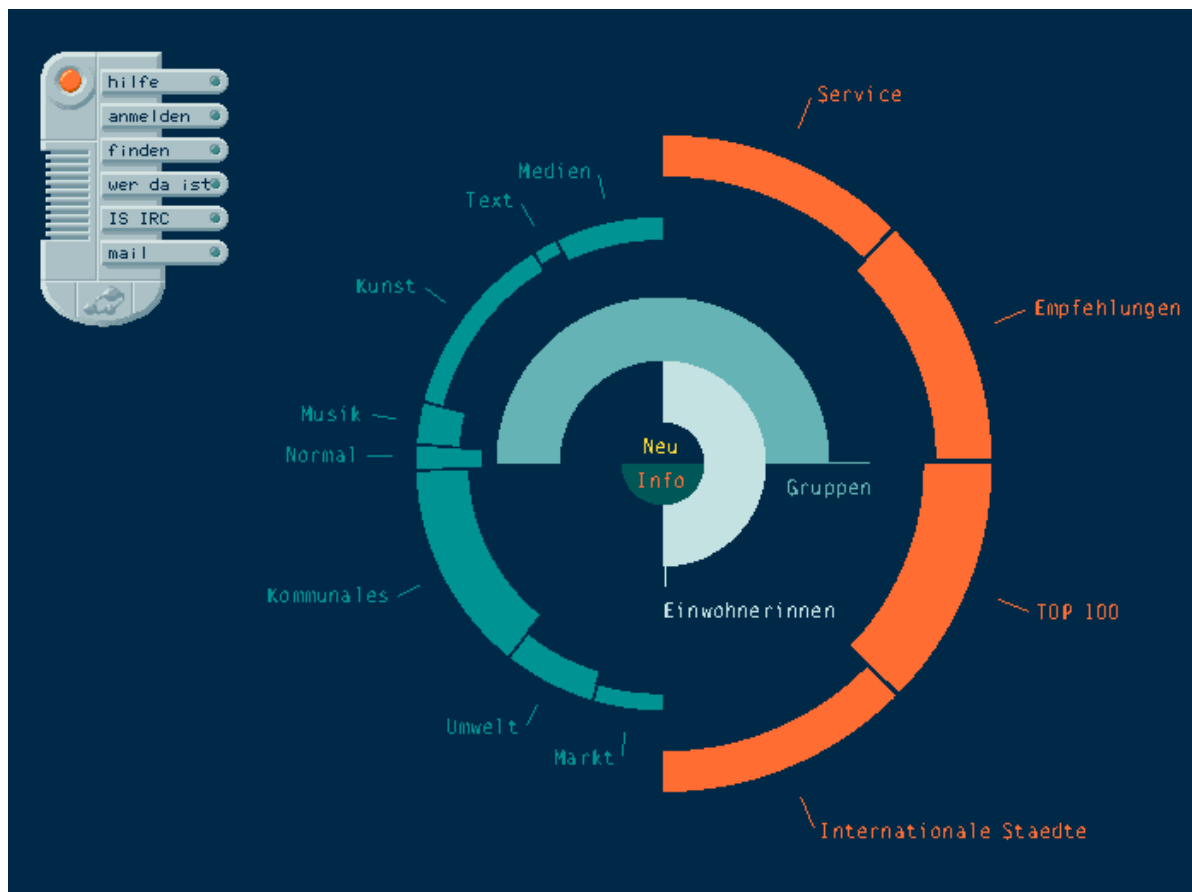 hilfe
anmelden
finden
wer da ist
IS IRC
mail
Service
Medien
Text
Kunst
Empfehlungen
Musik
Neu
Normal
Info
Gruppen
Kommunales
Einwohnerinnen
TOP 100
Umwelt
Markt
Internationale Staedte